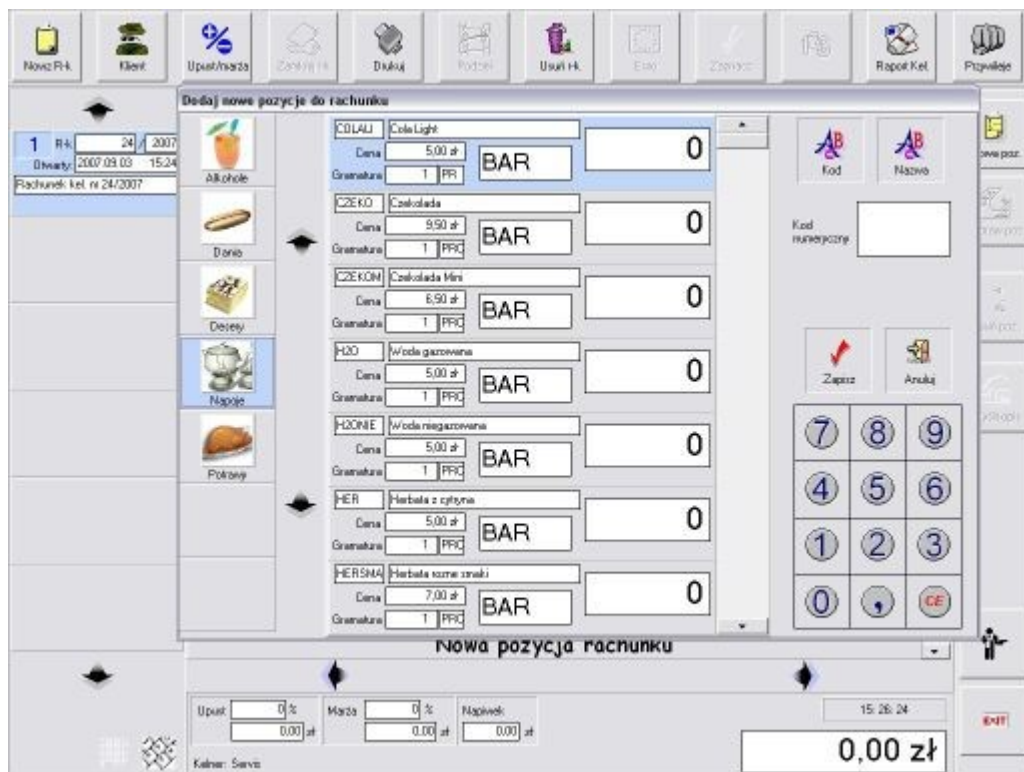 Nowy R-k
Klient
Upust/marża
Zamknij r-k
Drukuj
Podziel
Usuń r-k
Zaznacz
Raport Kel.
Przywileje
Dodaj nowe pozycje do rachunku
1 R-k 24 / 2007
Otwarty: 2007.09.03 15:24
Rachunek kel. nr 24/2007
Alkohole
Dania
Desery
Napoje
Potrawy
COLALI Cola Light
Cena 5,00 zł BAR 0
Gramatura 1 PR
CZEKO Czekolada
Cena 9,50 zł BAR 0
Gramatura 1 PRC
CZEKOM Czekolada Mini
Cena 6,50 zł BAR 0
Gramatura 1 PRC
H2O Woda gazowana
Cena 5,00 zł BAR 0
Gramatura 1 PRC
H2ONIE Woda niegazowana
Cena 5,00 zł BAR 0
Gramatura 1 PRC
HER Herbata z cytryna
Cena 5,00 zł BAR 0
Gramatura 1 PRC
HERSMA Herbata rozne smaki
Cena 7,00 zł BAR 0
Gramatura 1 PRC
Kod
Nazwa
Kod
numeryczny
Zapisz
Anuluj
7 8 9
4 5 6
1 2 3
0 , CE
owa poz.
Nowa pozycja rachunku
Upust 0 % Marża 0 % Napiwek
0.00 zł 0.00 zł 0.00 zł
15:26:24
EXIT
0,00 zł
Kelner: Serwis